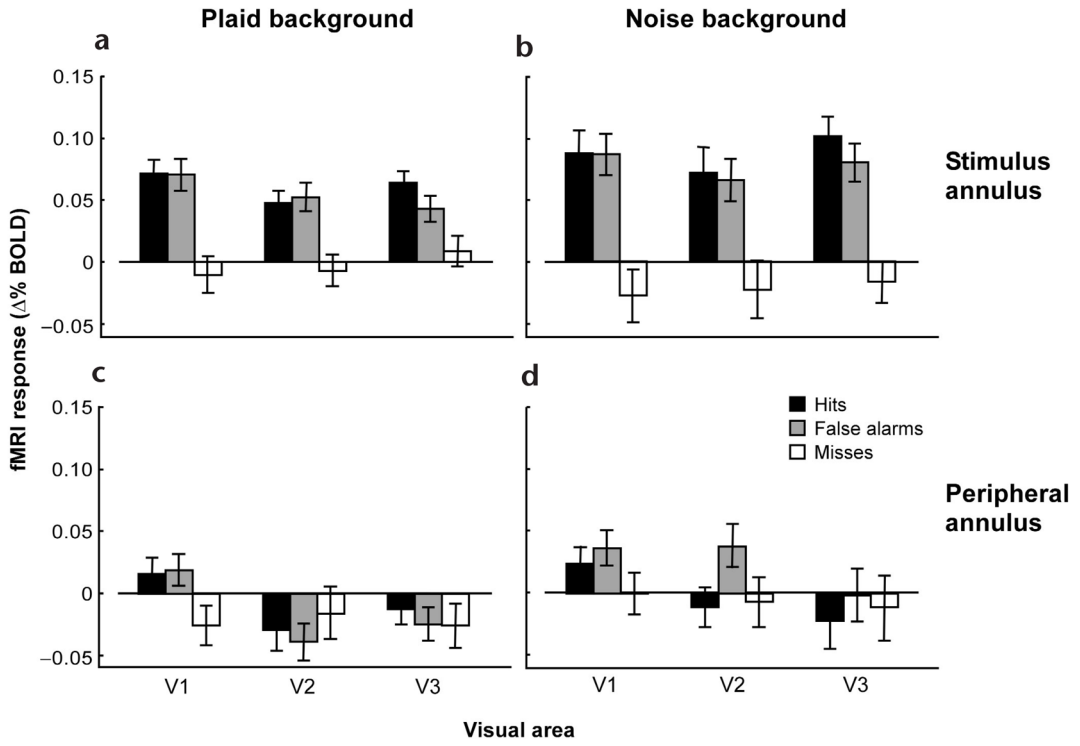 Plaid background
Noise background
a
b
0.15
0.10
0.05
0
−0.05
Stimulus
annulus
fMRI response (Δ% BOLD)
c
d
0.15
0.10
0.05
0
−0.05
Hits
False alarms
Misses
Peripheral
annulus
V1
V2
V3
V1
V2
V3
Visual area